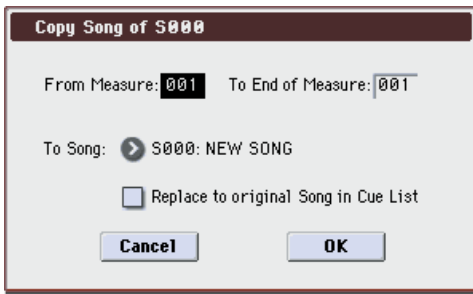 Copy Song of S000
From Measure: 001 To End of Measure: 001
To Song: S000: NEW SONG
Replace to original Song in Cue List
Cancel OK